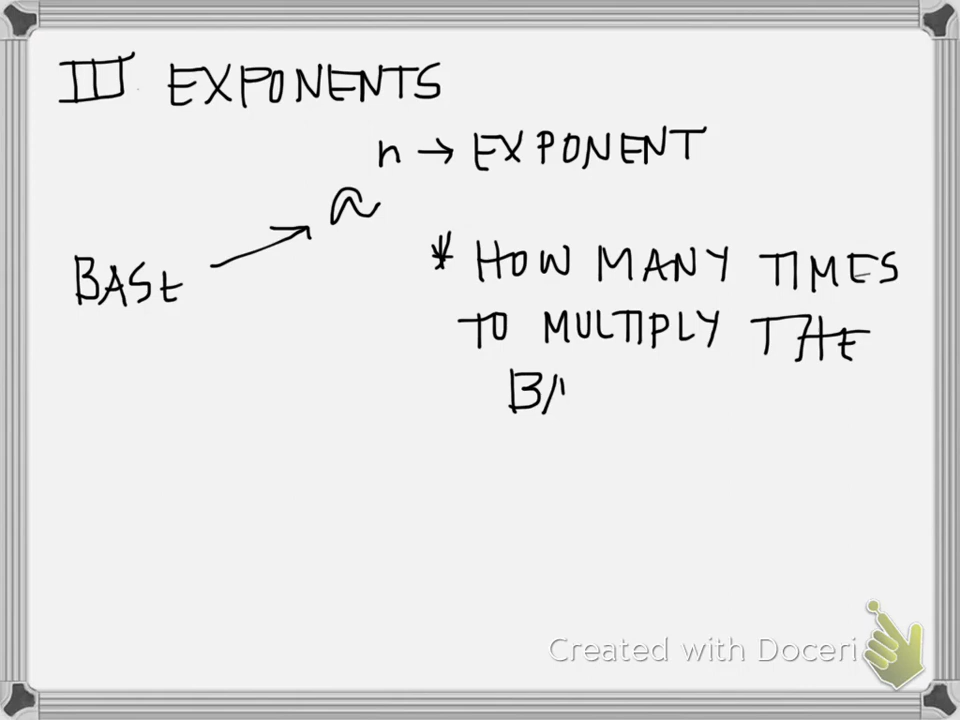 III EXPONENTS
n → EXPONENT
a
BASE
* HOW MANY TIMES
TO MULTIPLY THE
Created with Doceri